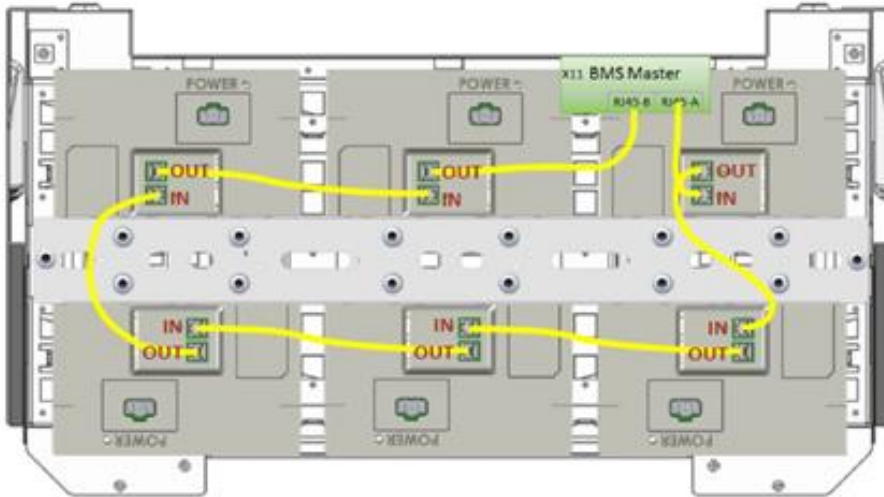 POWER
POWER
POWER
X11 BMS Master
RJ45-B RJ45-A
OUT
IN
OUT
IN
OUT
IN
IN
OUT
IN
OUT
IN
OUT
POWER
POWER
POWER